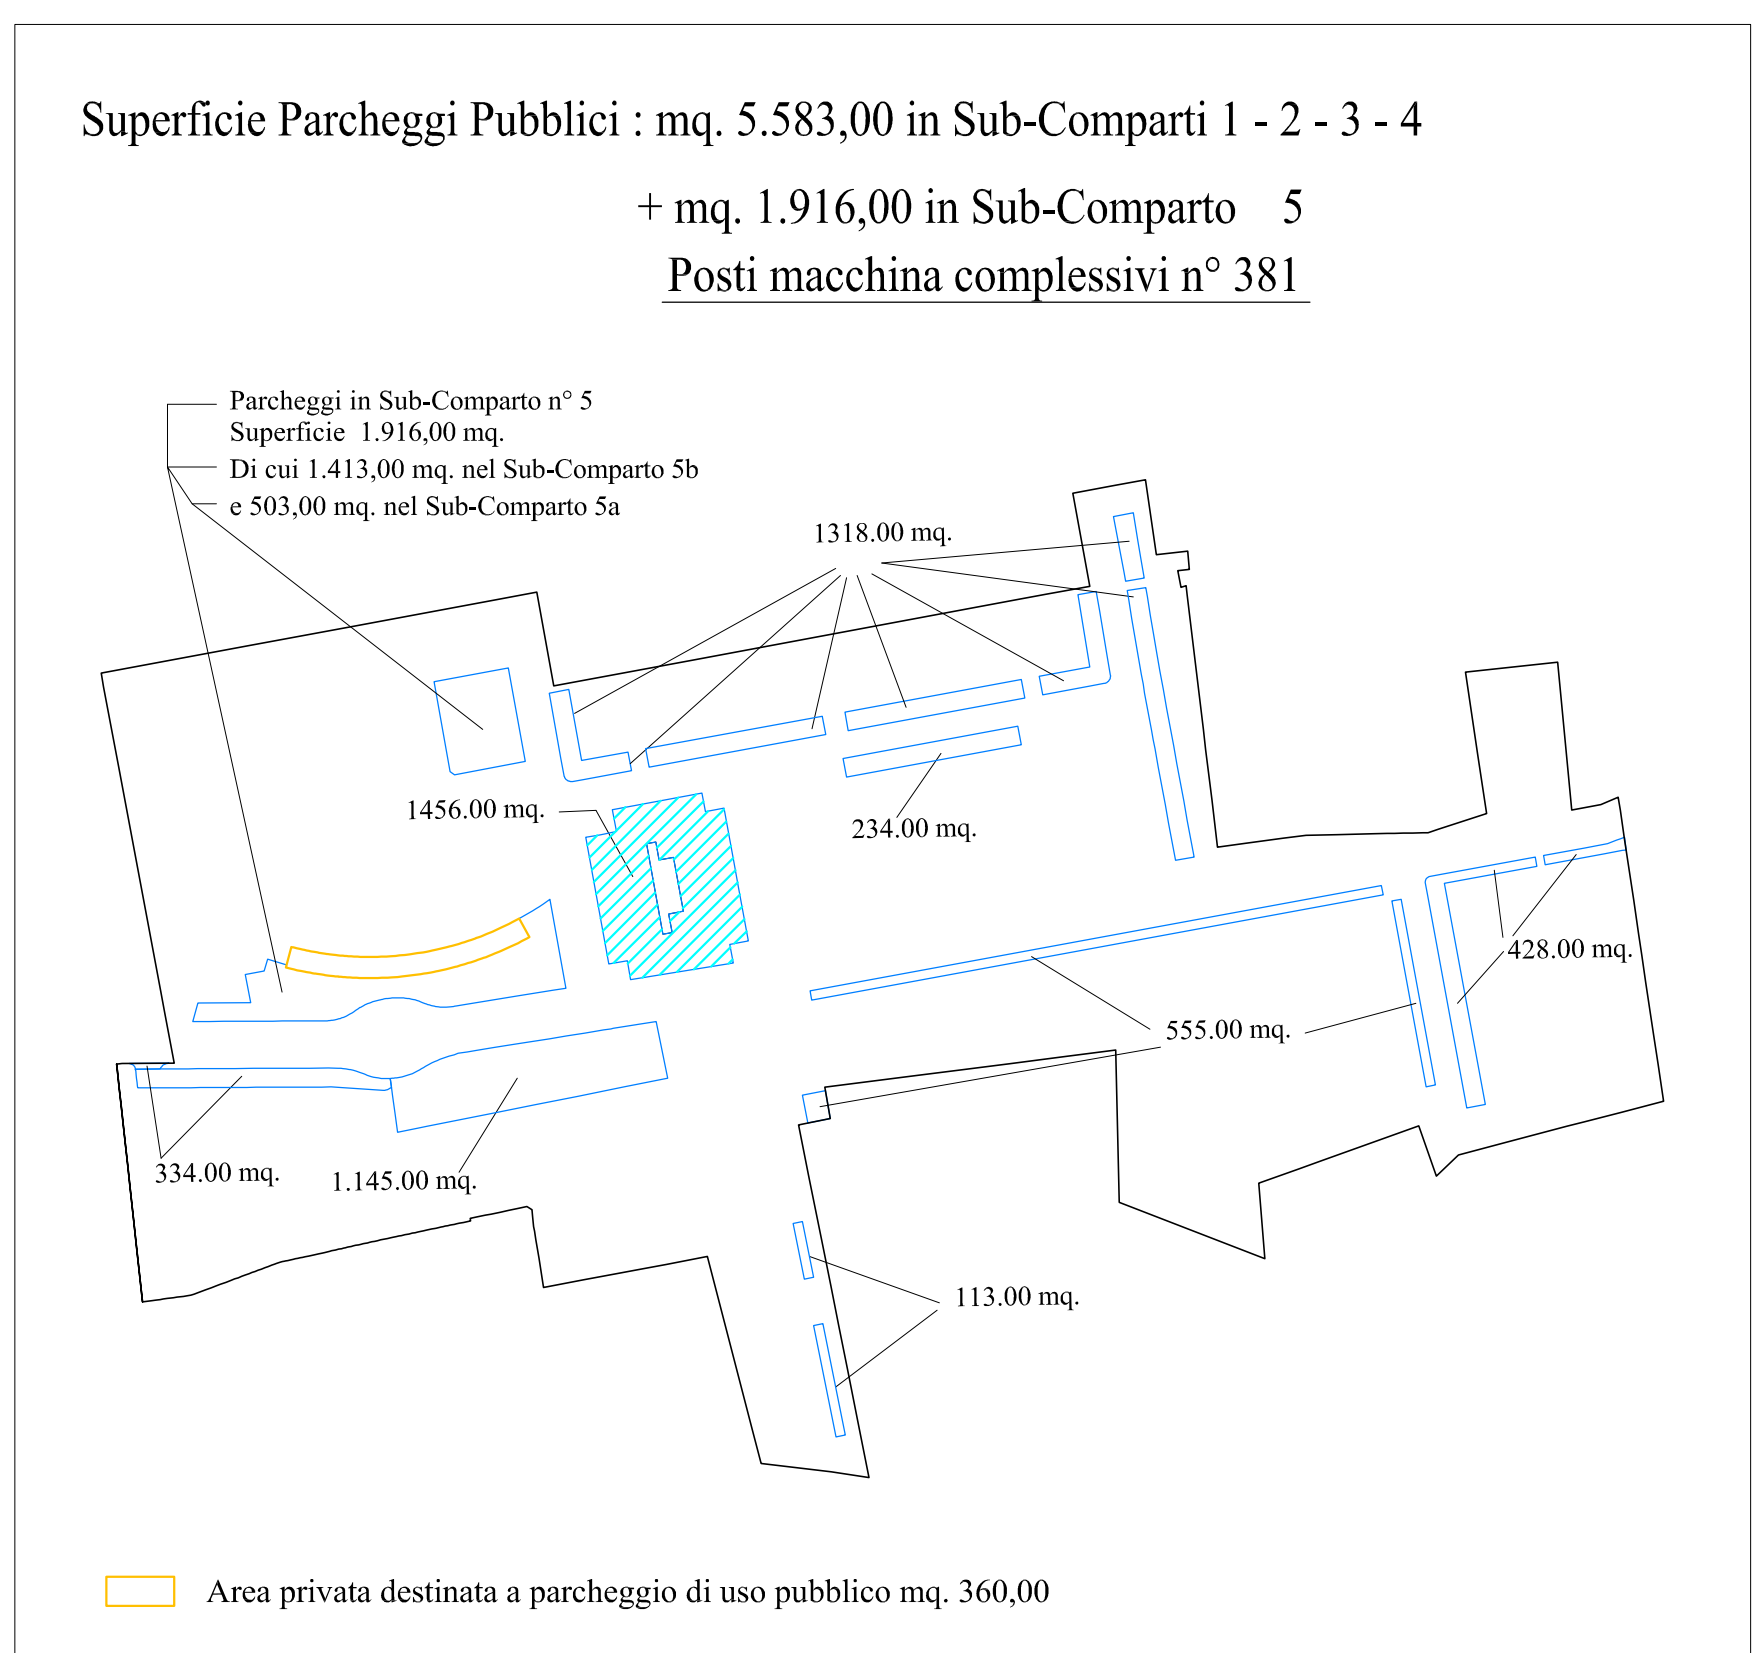 Superficie Parcheggi Pubblici : mq. 5.583,00 in Sub-Comparti 1 - 2 - 3 - 4
+ mq. 1.916,00 in Sub-Comparto 5
Posti macchina complessivi n° 381
Parcheggi in Sub-Comparto n° 5
Superficie 1.916,00 mq.
Di cui 1.413,00 mq. nel Sub-Comparto 5b
e 503,00 mq. nel Sub-Comparto 5a
1318.00 mq.
1456.00 mq.
234.00 mq.
428.00 mq.
555.00 mq.
334.00 mq.
1.145.00 mq.
113.00 mq.
Area privata destinata a parcheggio di uso pubblico mq. 360,00